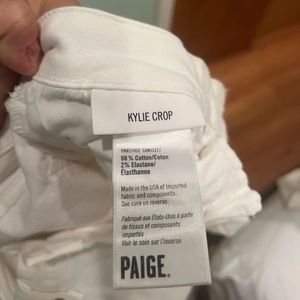 KYLIE CROP
98% Cotton/Coton
2% Elastane/
Élasthanne
Made in the USA of imported
fabric and components.
See care on reverse.
Fabriqué aux États-Unis à partir
de tissus et composants
importés
Voir le soin sur l'inverse.
PAIGE.